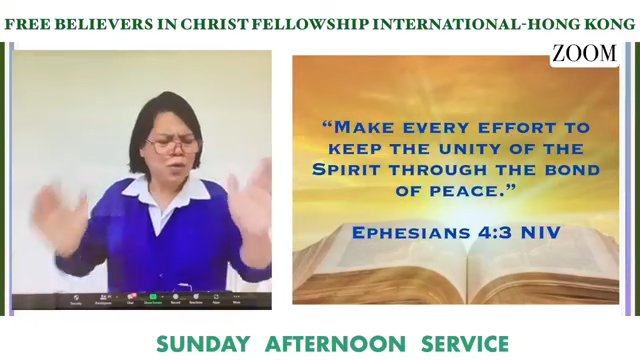 FREE BELIEVERS IN CHRIST FELLOWSHIP INTERNATIONAL-HONG KONG
ZOOM
“MAKE EVERY EFFORT TO
KEEP THE UNITY OF THE
SPIRIT THROUGH THE BOND
OF PEACE.”
EPHESIANS 4:3 NIV
SUNDAY AFTERNOON SERVICE